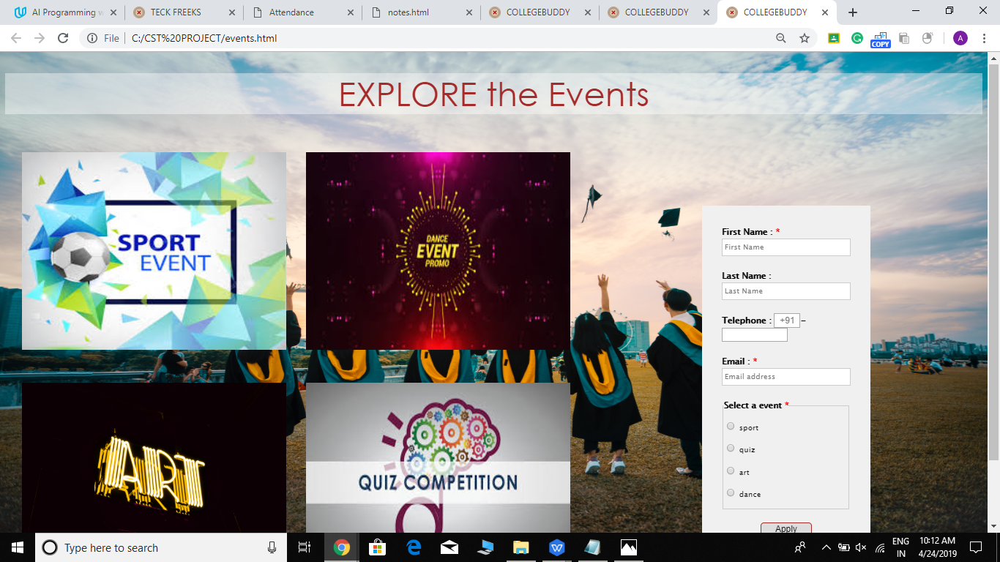 AI Programming w
TECK FREEKS
Attendance
notes.html
COLLEGEBUDDY
COLLEGEBUDDY
COLLEGEBUDDY
File
C:/CST%20PROJECT/events.html
COPY
A
EXPLORE the Events
SPORT
EVENT
DANCE
EVENT
PROMO
ART
QUIZ COMPETITION
First Name : *
First Name
Last Name :
Last Name
Telephone : +91 –
Email : *
Email address
Select a event *
sport
quiz
art
dance
Apply
Type here to search
ENG
IN
10:12 AM
4/24/2019